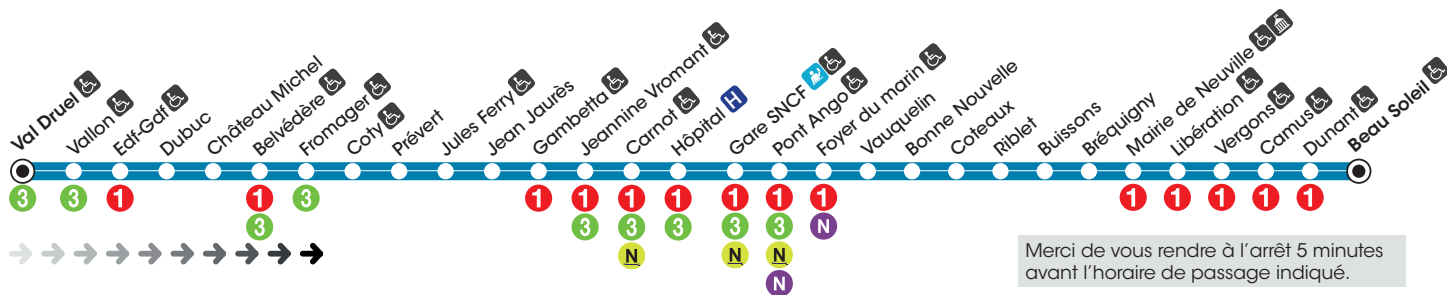 Val Druel
Vallon
Edf-Gdf
Dubuc
Château Michel
Belvédère
Fromager
Coty
Prévert
Jules Ferry
Jean Jaurès
Gambetta
Jeannine Vromant
Carnot
Hôpital H
Gare SNCF
Pont Ango
Foyer du marin
Vauquelin
Bonne Nouvelle
Coteaux
Riblet
Buissons
Bréquigny
Mairie de Neuville
Libération
Vergons
Camus
Dunant
Beau Soleil
3 3 1 1 3 1 1 1 1 1 1 1 1 1 1 1 1
3 3 3 3 3 3 N
N N N
N
Merci de vous rendre à l'arrêt 5 minutes
avant l'horaire de passage indiqué.